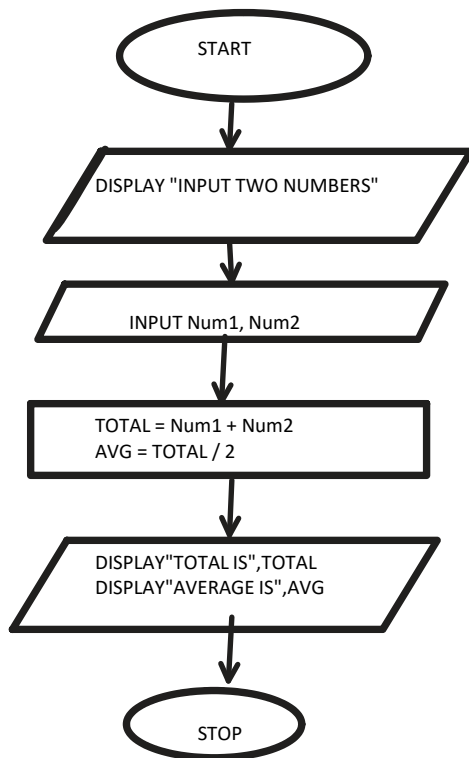 START
DISPLAY "INPUT TWO NUMBERS"
INPUT Num1, Num2
TOTAL = Num1 + Num2
AVG = TOTAL / 2
DISPLAY"TOTAL IS",TOTAL
DISPLAY"AVERAGE IS",AVG
STOP